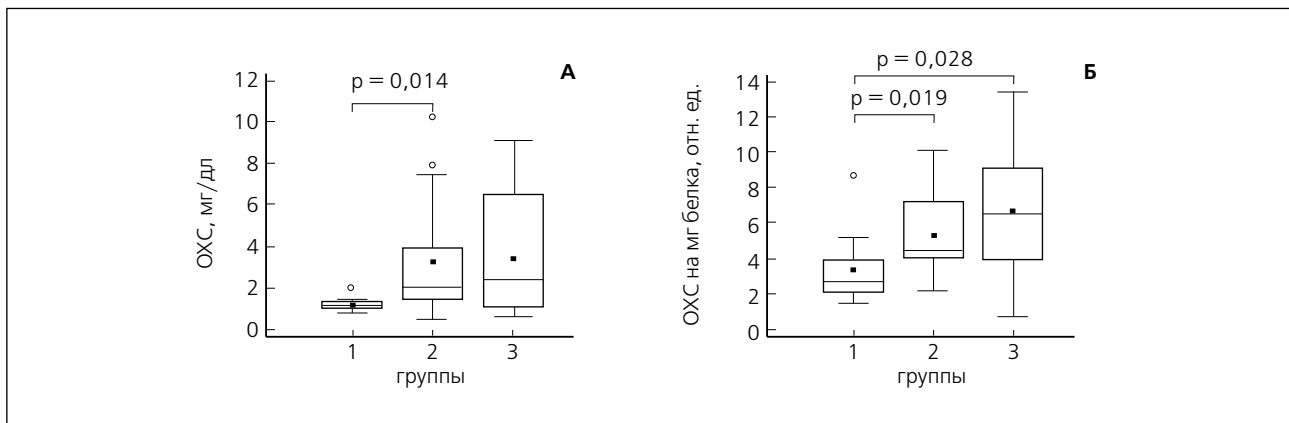 А
p = 0,014
ОХС, мг/дл
12
10
8
6
4
2
0
1 2 3
группы
Б
p = 0,028
p = 0,019
ОХС на мг белка, отн. ед.
14
12
10
8
6
4
2
0
1 2 3
группы